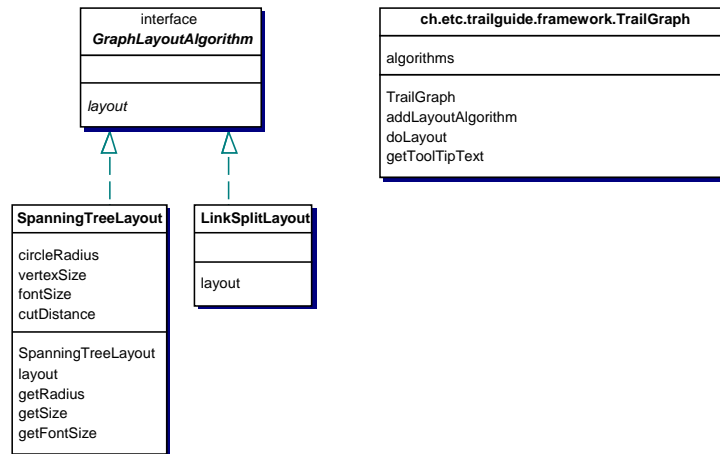 interface
GraphLayoutAlgorithm
layout
ch.etc.trailguide.framework.TrailGraph
algorithms
TrailGraph
addLayoutAlgorithm
doLayout
getToolTipText
SpanningTreeLayout
circleRadius
vertexSize
fontSize
cutDistance
SpanningTreeLayout
layout
getRadius
getSize
getFontSize
LinkSplitLayout
layout